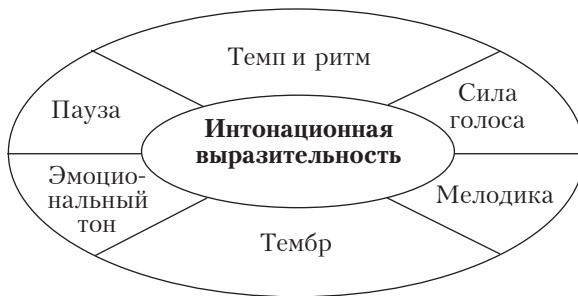 Темп и ритм
Пауза
Сила
голоса
Интонационная
выразительность
Эмоцио-
нальный
тон
Мелодика
Тембр